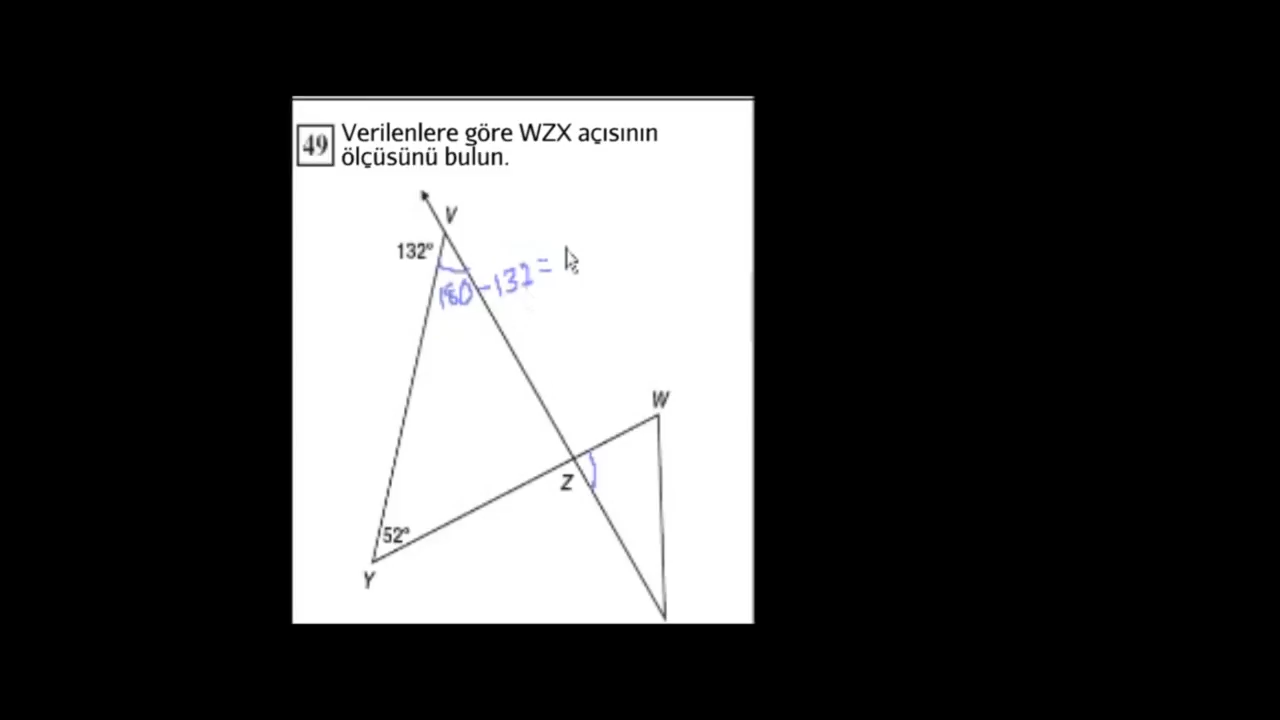 49 Verilenlere göre WZX açısının
ölçüsünü bulun.
V
132°
180-132=
W
Z
52°
Y